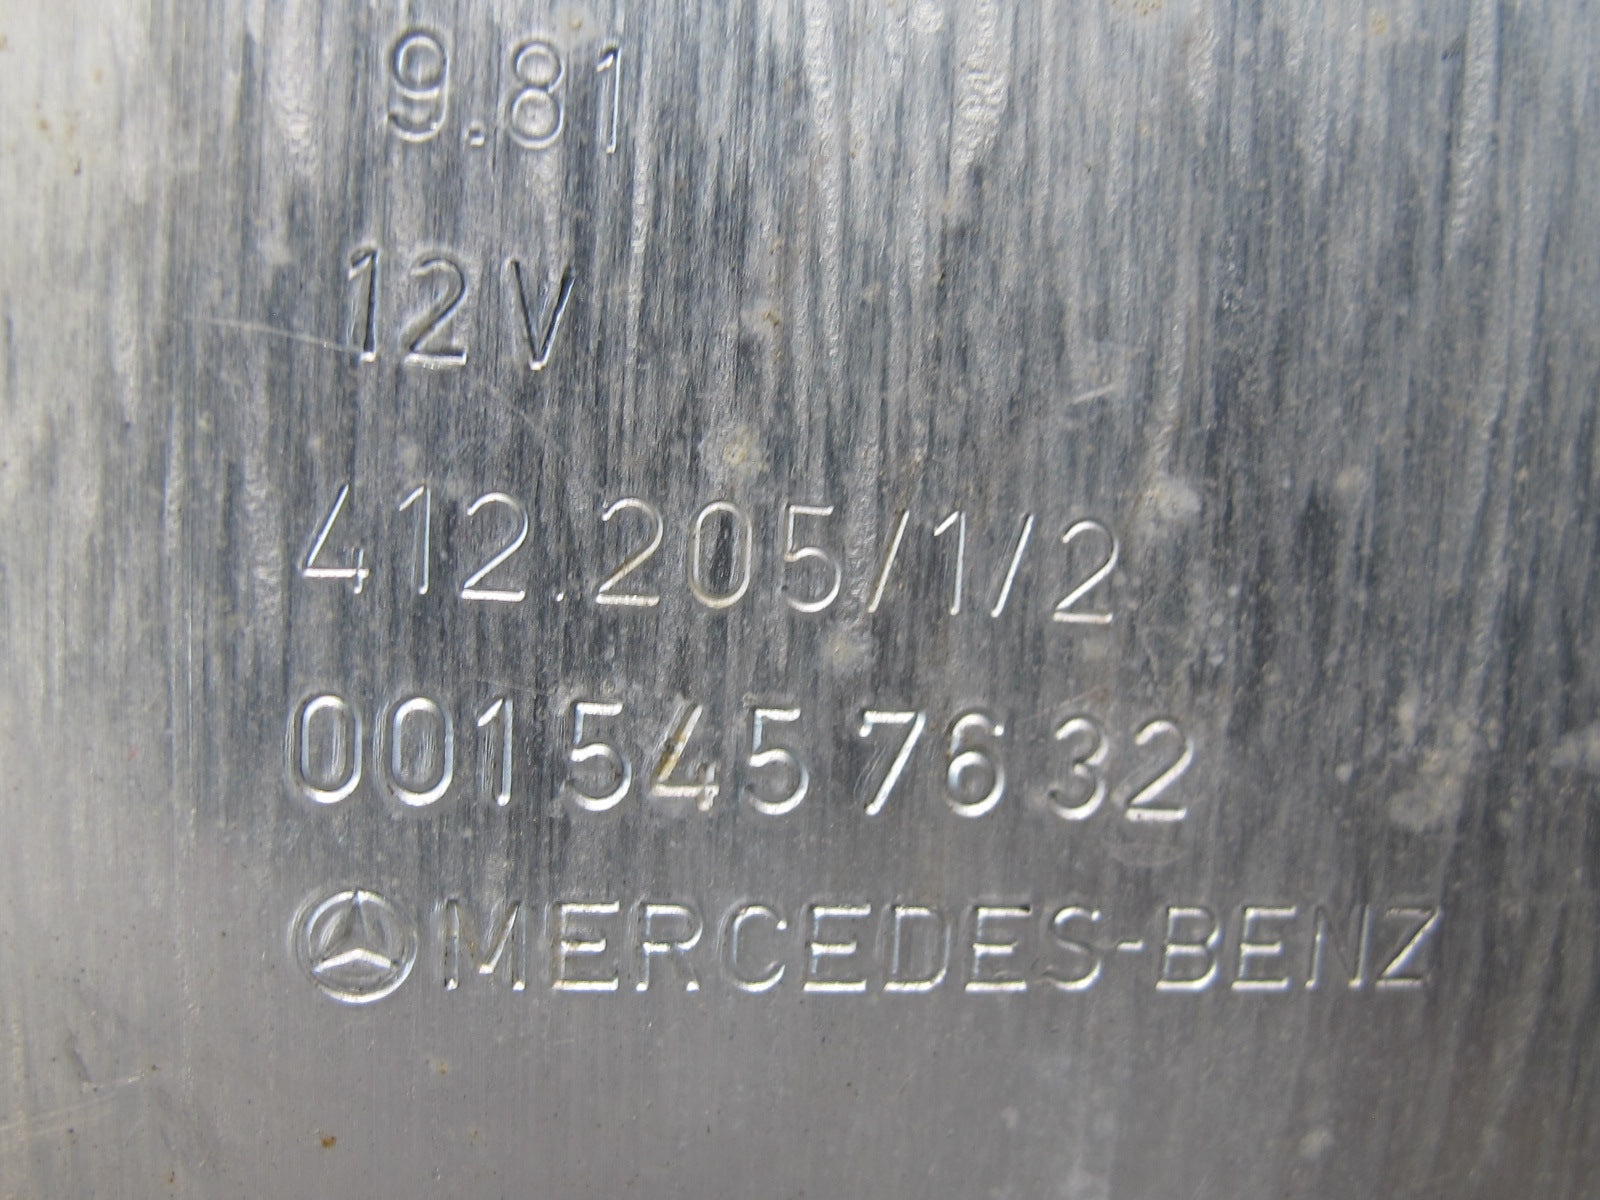 9.81
12 V
412.205/1/2
001 545 76 32
MERCEDES-BENZ